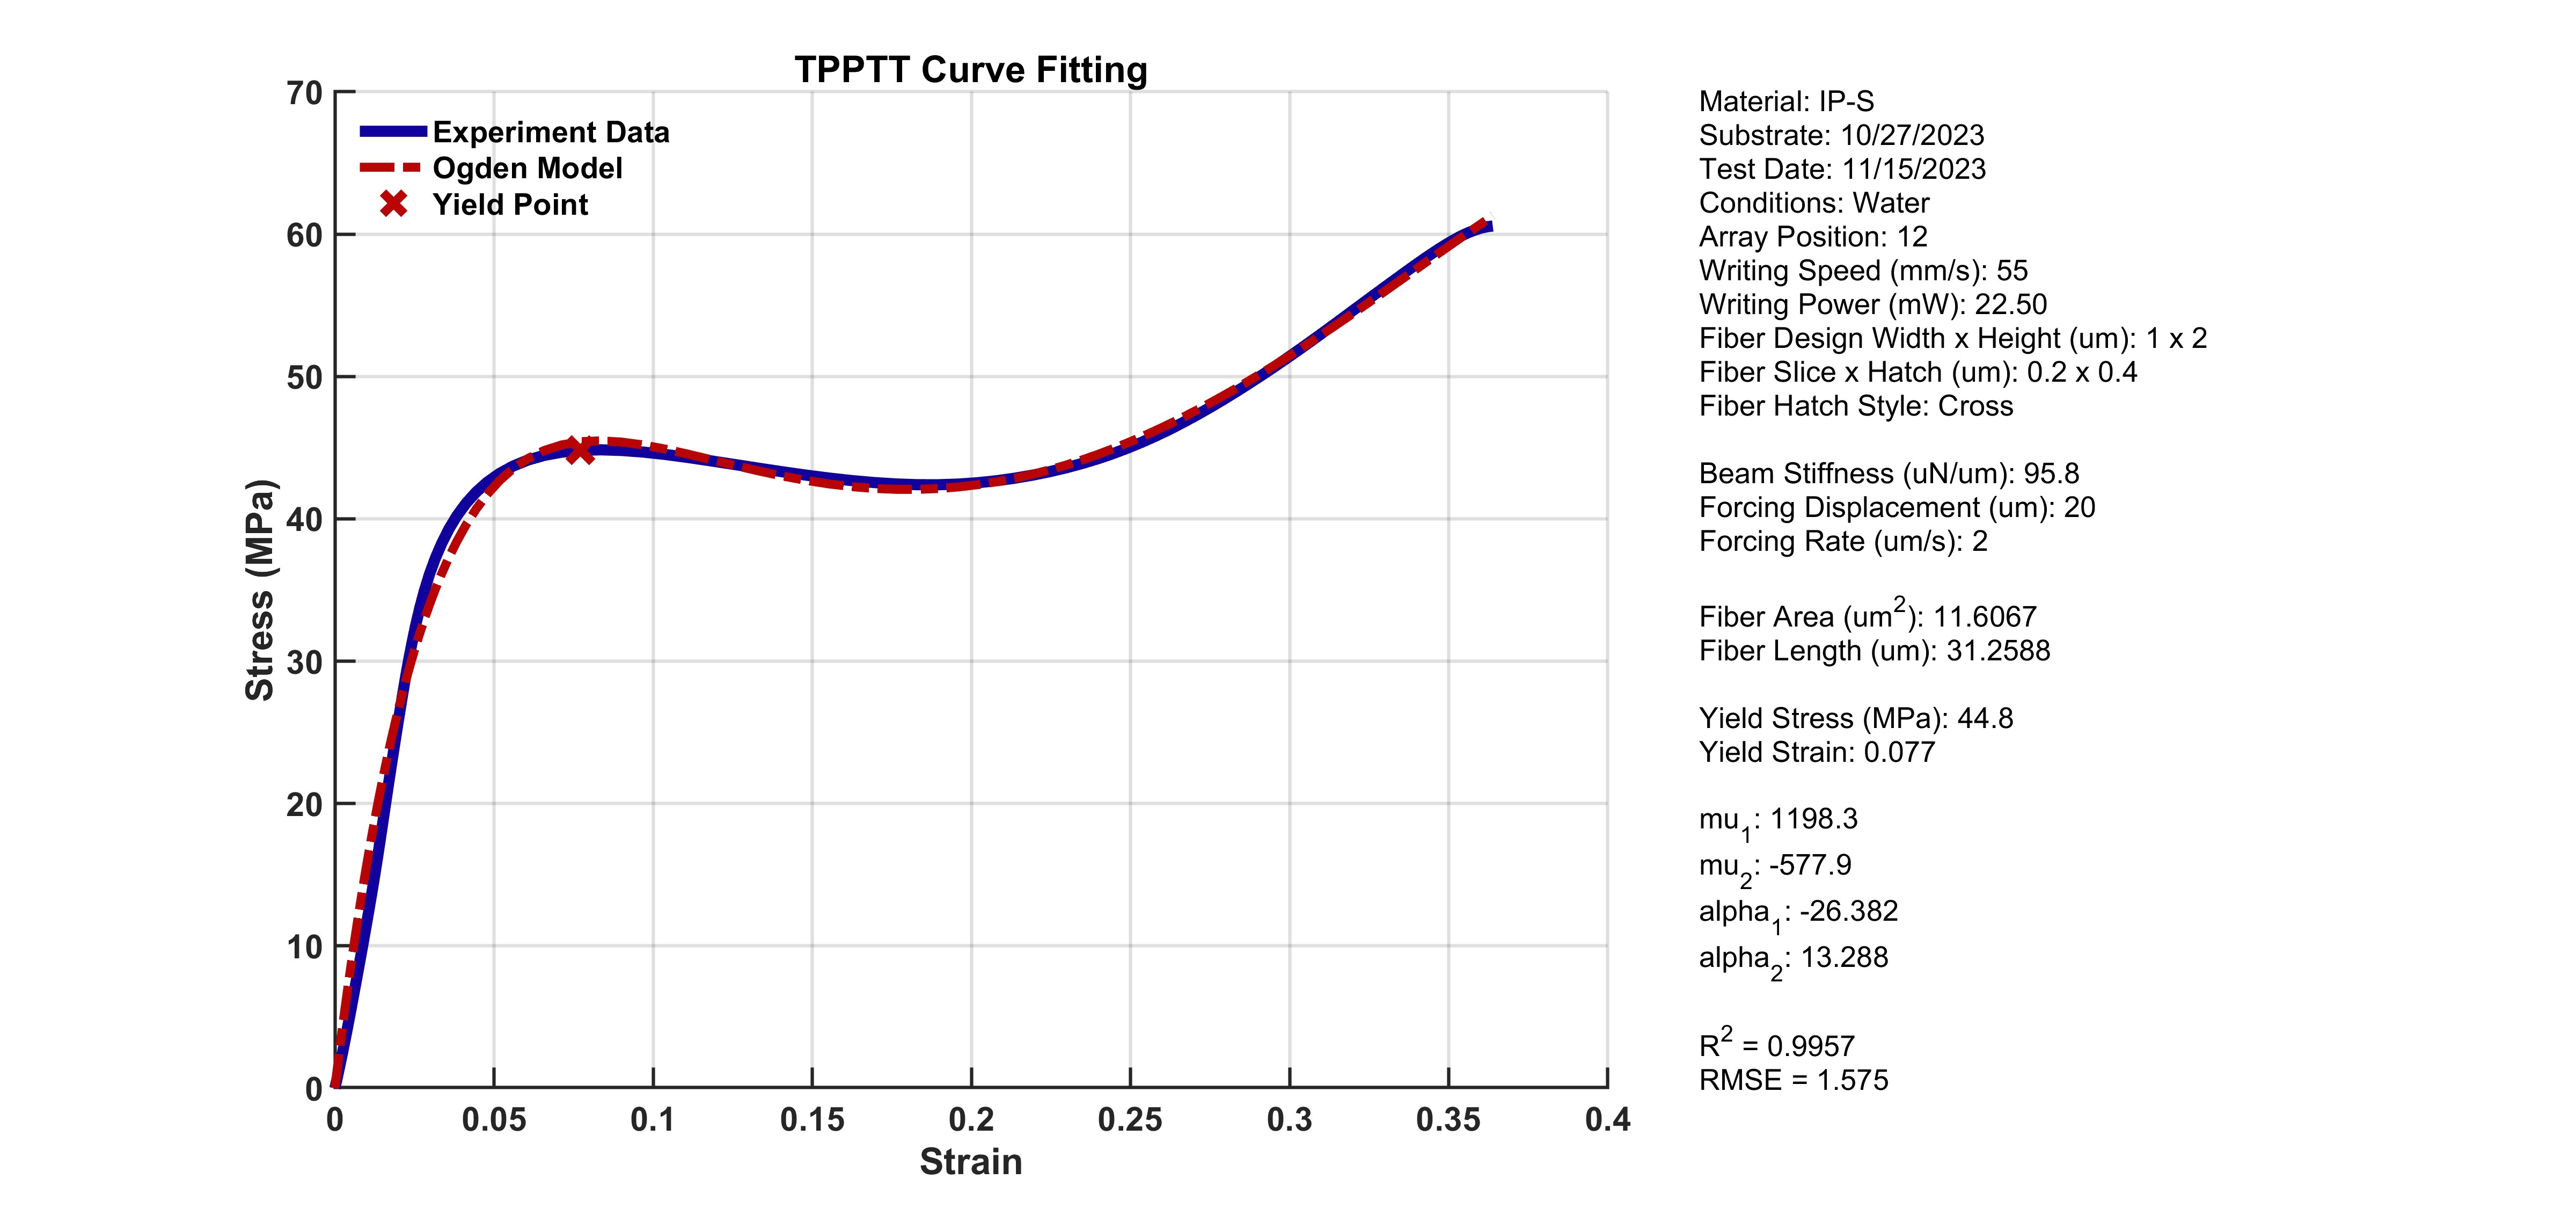 TPPTT Curve Fitting
70
60
50
40
30
20
10
0
Stress (MPa)
Experiment Data
Ogden Model
Yield Point
0 0.05 0.1 0.15 0.2 0.25 0.3 0.35 0.4
Strain
Material: IP-S
Substrate: 10/27/2023
Test Date: 11/15/2023
Conditions: Water
Array Position: 12
Writing Speed (mm/s): 55
Writing Power (mW): 22.50
Fiber Design Width x Height (um): 1 x 2
Fiber Slice x Hatch (um): 0.2 x 0.4
Fiber Hatch Style: Cross
Beam Stiffness (uN/um): 95.8
Forcing Displacement (um): 20
Forcing Rate (um/s): 2
Fiber Area (um²): 11.6067
Fiber Length (um): 31.2588
Yield Stress (MPa): 44.8
Yield Strain: 0.077
mu₁: 1198.3
mu₂: -577.9
alpha₁: -26.382
alpha₂: 13.288
R² = 0.9957
RMSE = 1.575